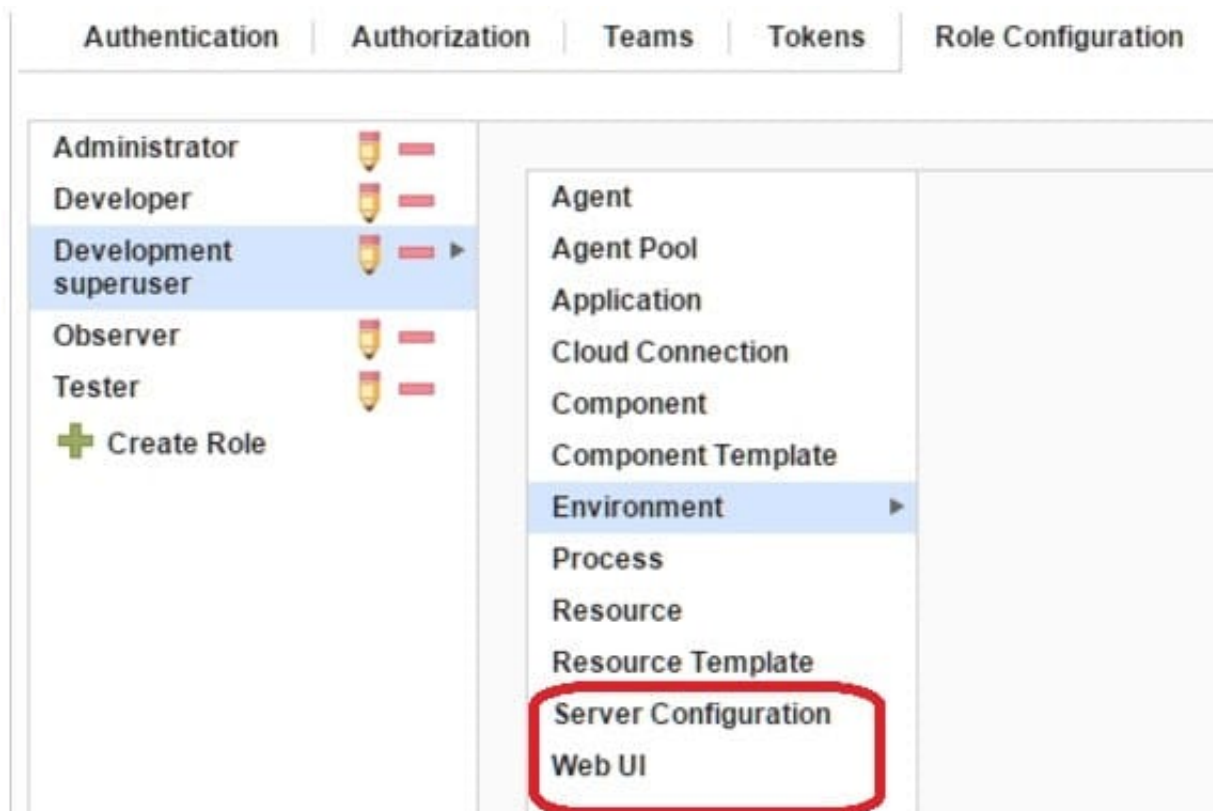 Authentication Authorization Teams Tokens Role Configuration
Administrator
Developer
Development
superuser
Observer
Tester
Create Role
Agent
Agent Pool
Application
Cloud Connection
Component
Component Template
Environment
Process
Resource
Resource Template
Server Configuration
Web UI